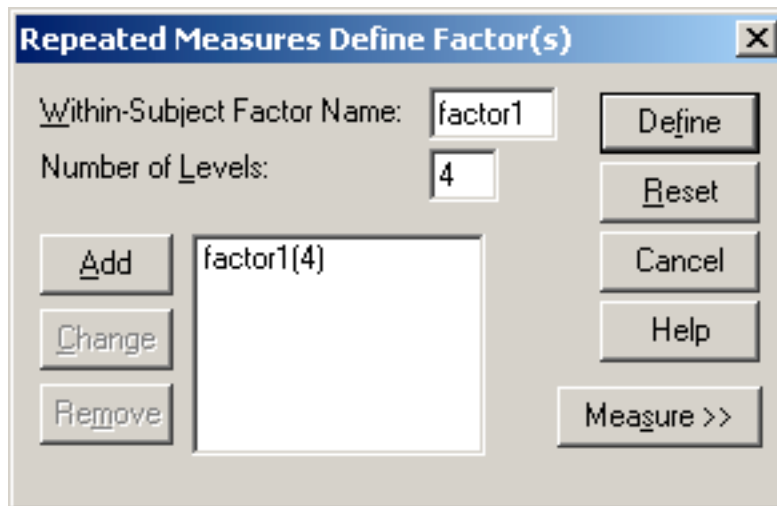 Repeated Measures Define Factor(s)
Within-Subject Factor Name: factor1
Define
Number of Levels: 4
Reset
Add
factor1(4)
Cancel
Change
Help
Remove
Measure >>